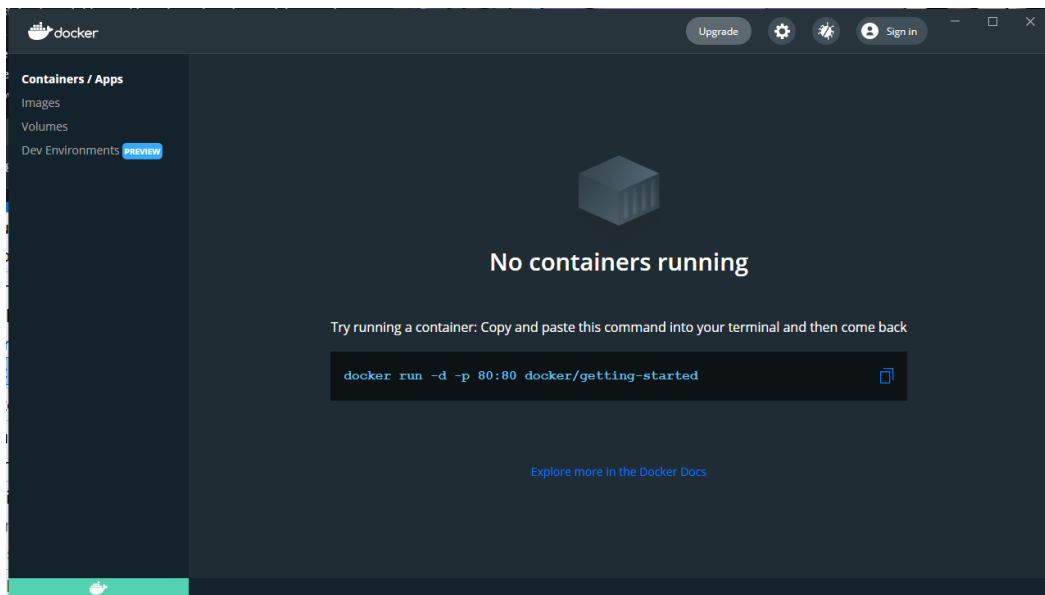 docker
Upgrade
Sign in
Containers / Apps
Images
Volumes
Dev Environments PREVIEW
No containers running
Try running a container: Copy and paste this command into your terminal and then come back
docker run -d -p 80:80 docker/getting-started
Explore more in the Docker Docs